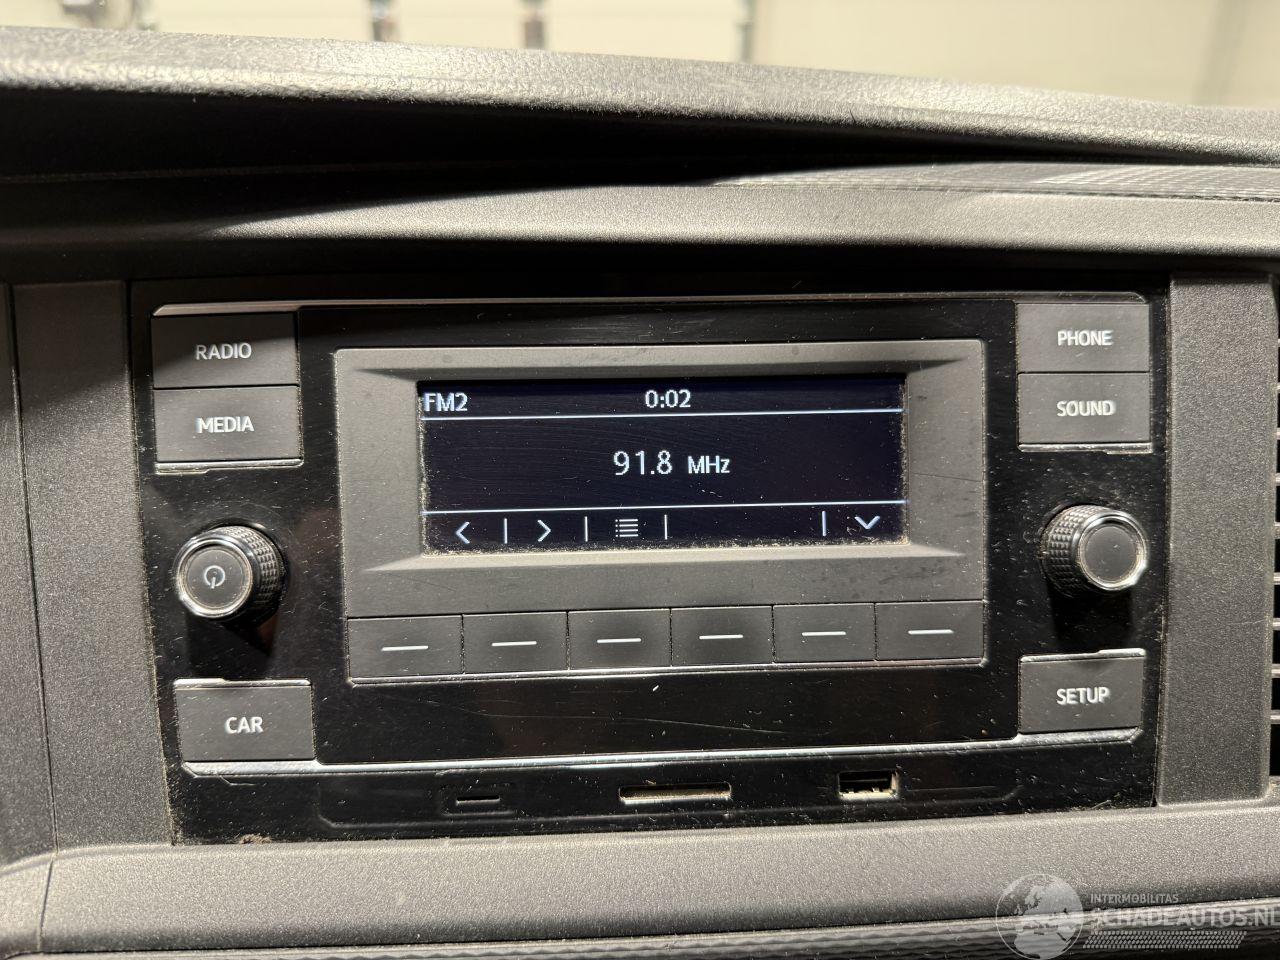 RADIO
MEDIA
FM2 0:02
91.8 MHz
PHONE
SOUND
CAR
SETUP
INTERMOBILITAS
SCHADEAUTOS.NL